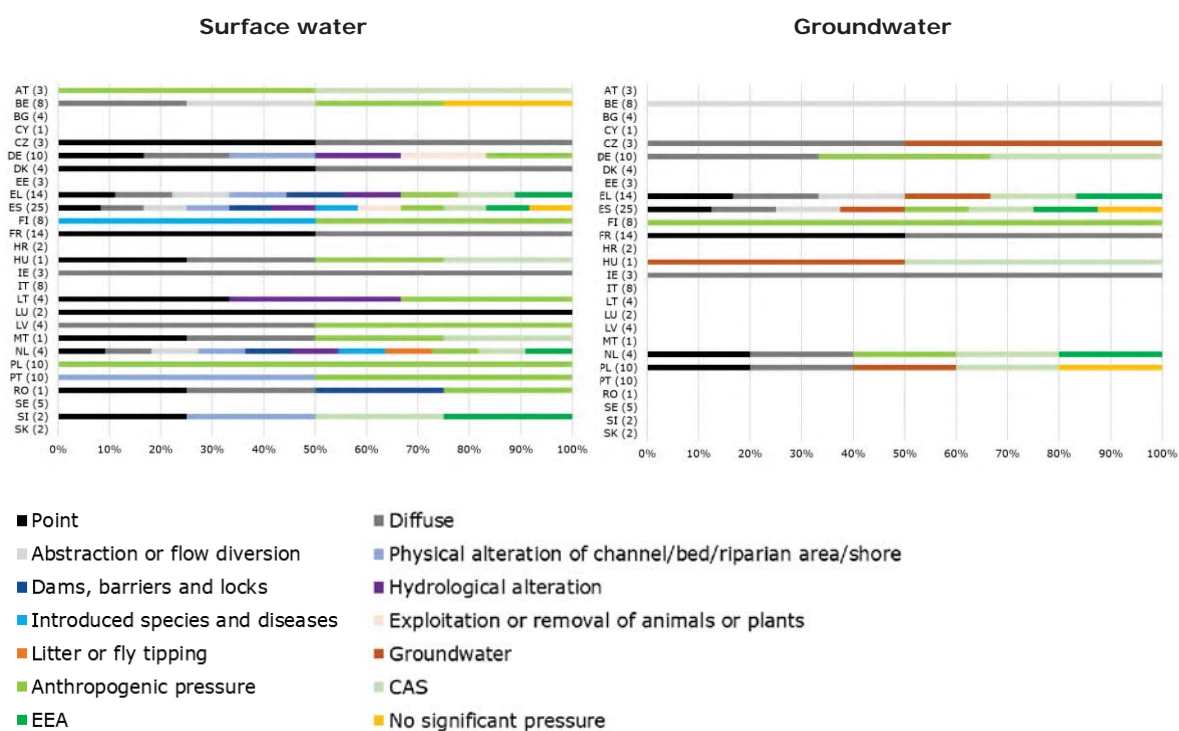 Surface water
Groundwater
AT (3)
BE (8)
BG (4)
CY (1)
CZ (3)
DE (10)
DK (4)
EE (3)
EL (14)
ES (25)
FI (8)
FR (14)
HR (2)
HU (1)
IE (3)
IT (8)
LT (4)
LU (2)
LV (4)
MT (1)
NL (4)
PL (10)
PT (10)
RO (1)
SE (5)
SI (2)
SK (2)
0% 10% 20% 30% 40% 50% 60% 70% 80% 90% 100%
AT (3)
BE (8)
BG (4)
CY (1)
CZ (3)
DE (10)
DK (4)
EE (3)
EL (14)
ES (25)
FI (8)
FR (14)
HR (2)
HU (1)
IE (3)
IT (8)
LT (4)
LU (2)
LV (4)
MT (1)
NL (4)
PL (10)
PT (10)
RO (1)
SE (5)
SI (2)
SK (2)
0% 10% 20% 30% 40% 50% 60% 70% 80% 90% 100%
Point
Diffuse
Abstraction or flow diversion
Physical alteration of channel/bed/riparian area/shore
Dams, barriers and locks
Hydrological alteration
Introduced species and diseases
Exploitation or removal of animals or plants
Litter or fly tipping
Groundwater
Anthropogenic pressure
CAS
EEA
No significant pressure